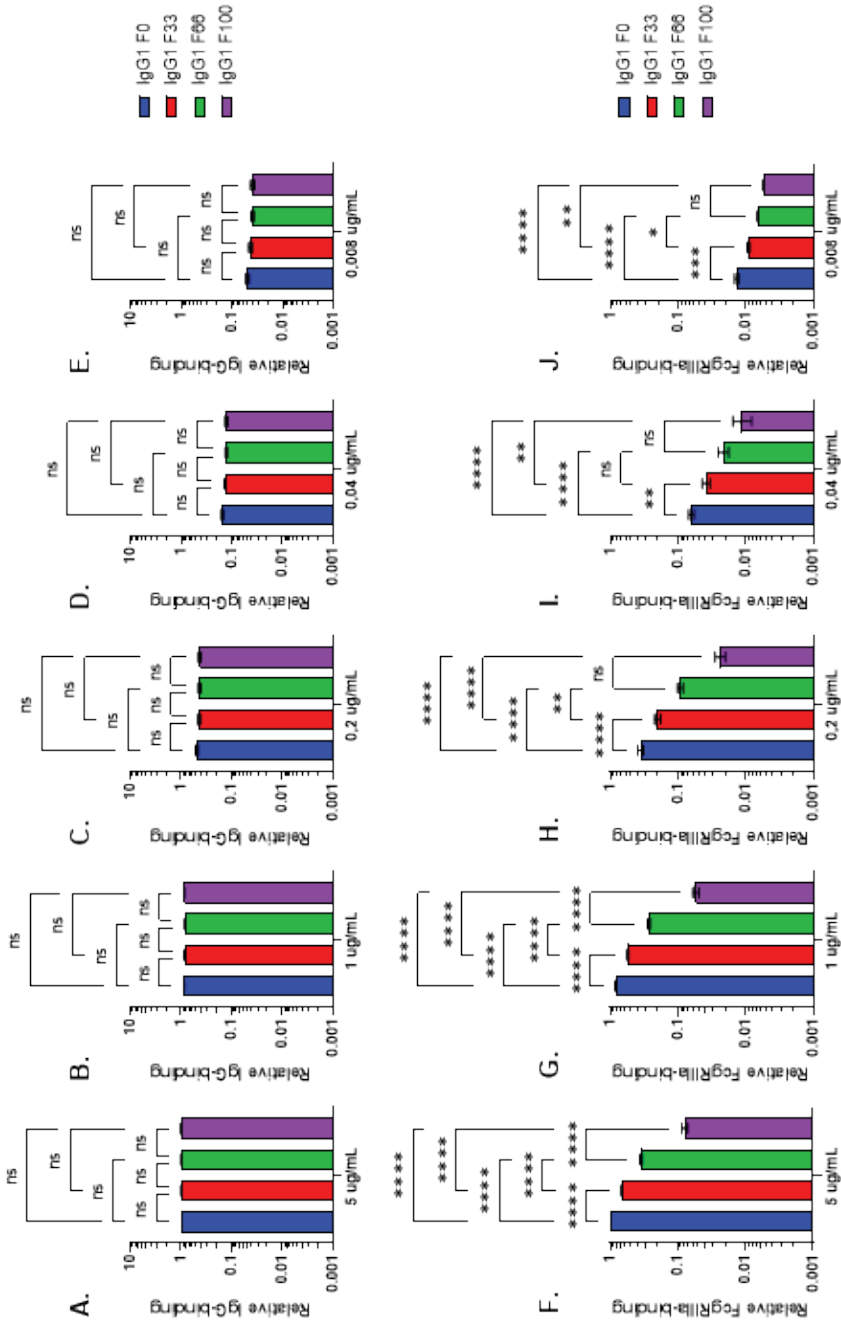 A.
Relative IgG-binding
10
1
0.1
0.01
0.001
ns
ns
ns
ns ns ns
5 ug/mL
B.
Relative IgG-binding
10
1
0.1
0.01
0.001
ns
ns
ns
ns ns ns
1 ug/mL
C.
Relative IgG-binding
10
1
0.1
0.01
0.001
ns
ns
ns
ns ns ns
0,2 ug/mL
D.
Relative IgG-binding
10
1
0.1
0.01
0.001
ns
ns
ns
ns ns ns
0,04 ug/mL
E.
Relative IgG-binding
10
1
0.1
0.01
0.001
ns
ns
ns
ns ns ns
0,008 ug/mL
IgG1 F0
IgG1 F33
IgG1 F66
IgG1 F100
F.
Relative FcgRIIIa-binding
1
0.1
0.01
0.001
****
****
****
****
**** ****
5 ug/mL
G.
Relative FcgRIIIa-binding
1
0.1
0.01
0.001
****
****
****
****
**** ****
1 ug/mL
H.
Relative FcgRIIIa-binding
1
0.1
0.01
0.001
****
****
****
**
**** ns
0,2 ug/mL
I.
Relative FcgRIIIa-binding
1
0.1
0.01
0.001
****
**
****
ns
** ns
0,04 ug/mL
J.
Relative FcgRIIIa-binding
1
0.1
0.01
0.001
****
**
****
*
*** ns
0,008 ug/mL
IgG1 F0
IgG1 F33
IgG1 F66
IgG1 F100